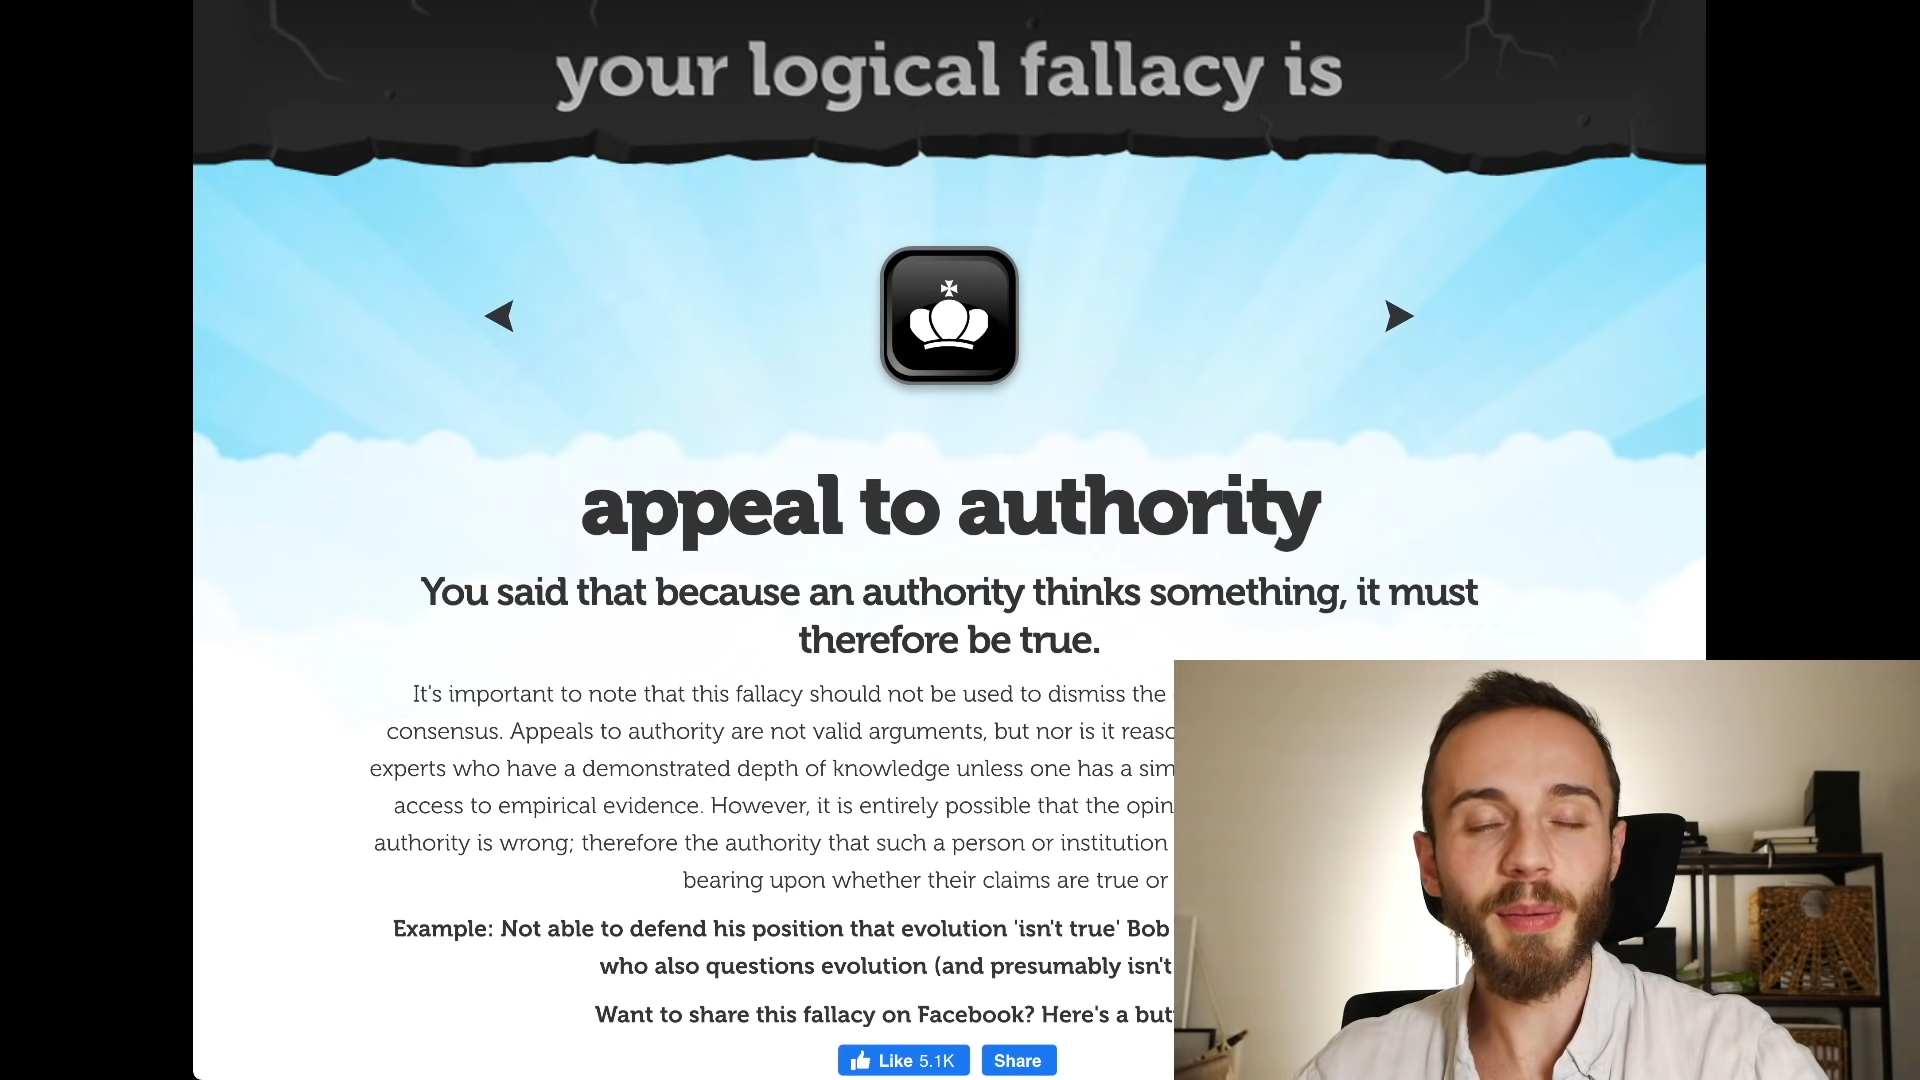 your logical fallacy is
appeal to authority
You said that because an authority thinks something, it must
therefore be true.
It's important to note that this fallacy should not be used to dismiss the
consensus. Appeals to authority are not valid arguments, but nor is it
experts who have a demonstrated depth of knowledge unless one has a
access to empirical evidence. However, it is entirely possible that the
authority is wrong; therefore the authority that such a person or institution
bearing upon whether their claims are true or
Example: Not able to defend his position that evolution 'isn't true' Bob
who also questions evolution (and presumably isn't
Want to share this fallacy on Facebook? Here's a
Like 5.1K Share